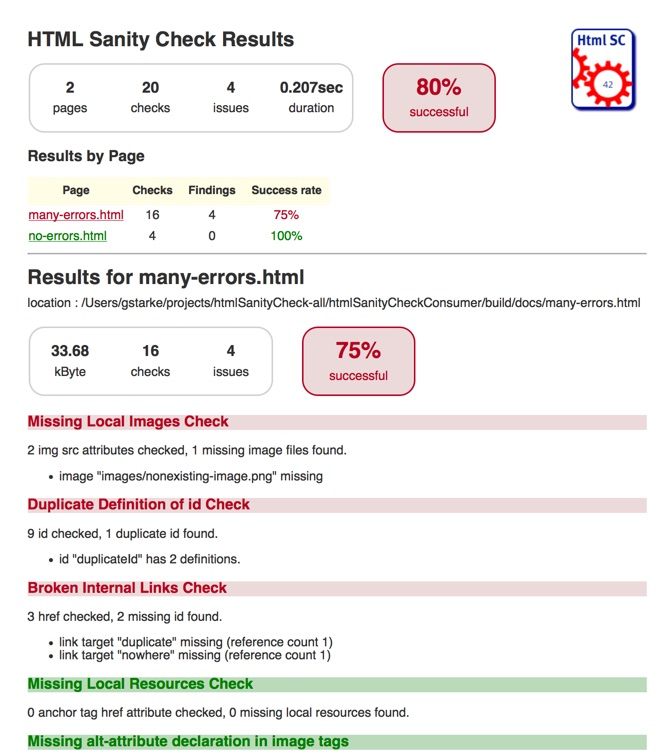 HTML Sanity Check Results
Html SC
42
2 20 4 0.207sec
pages checks issues duration
80%
successful
Results by Page
Page Checks Findings Success rate
many-errors.html 16 4 75%
no-errors.html 4 0 100%
Results for many-errors.html
location : /Users/gstarke/projects/htmlSanityCheck-all/htmlSanityCheckConsumer/build/docs/many-errors.html
33.68 16 4
kByte checks issues
75%
successful
Missing Local Images Check
2 img src attributes checked, 1 missing image files found.
• image "images/nonexisting-image.png" missing
Duplicate Definition of id Check
9 id checked, 1 duplicate id found.
• id "duplicateId" has 2 definitions.
Broken Internal Links Check
3 href checked, 2 missing id found.
• link target "duplicate" missing (reference count 1)
• link target "nowhere" missing (reference count 1)
Missing Local Resources Check
0 anchor tag href attribute checked, 0 missing local resources found.
Missing alt-attribute declaration in image tags